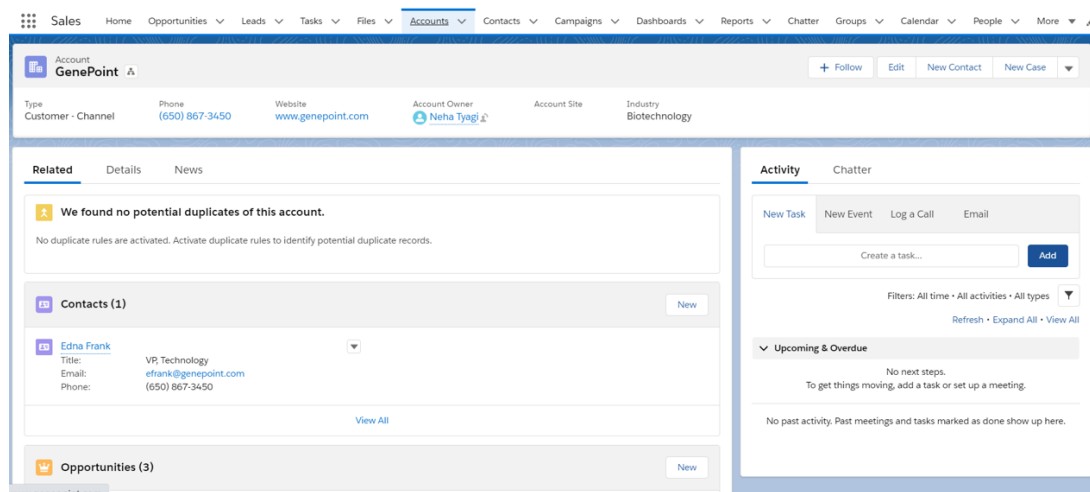 Sales Home Opportunities Leads Tasks Files Accounts Contacts Campaigns Dashboards Reports Chatter Groups Calendar People More
Account
GenePoint
+ Follow Edit New Contact New Case
Type Phone Website Account Owner Account Site Industry
Customer - Channel (650) 867-3450 www.genepoint.com Neha Tyagi Biotechnology
Related Details News
We found no potential duplicates of this account.
No duplicate rules are activated. Activate duplicate rules to identify potential duplicate records.
Contacts (1) New
Edna Frank
Title: VP, Technology
Email: efrank@genepoint.com
Phone: (650) 867-3450
View All
Opportunities (3) New
Activity Chatter
New Task New Event Log a Call Email
Create a task... Add
Filters: All time • All activities • All types
Refresh • Expand All • View All
Upcoming & Overdue
No next steps.
To get things moving, add a task or set up a meeting.
No past activity. Past meetings and tasks marked as done show up here.